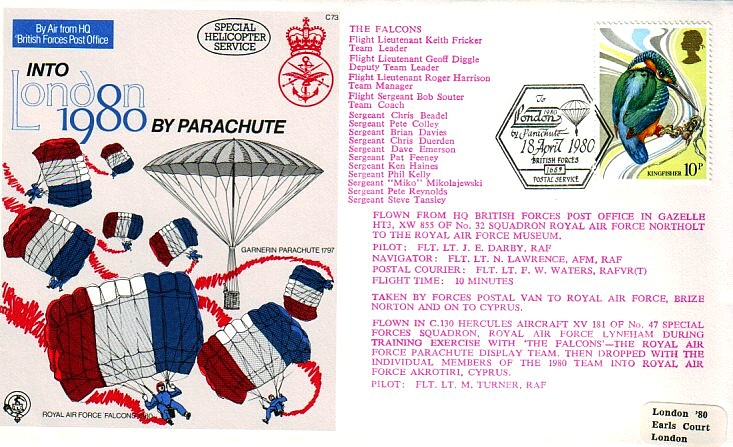 By Air from HQ
British Forces Post Office
SPECIAL
HELICOPTER
SERVICE
C73
INTO
London
1980
BY PARACHUTE
GARNERIN PARACHUTE 1797
ROYAL AIR FORCE FALCONS 1980
THE FALCONS
Flight Lieutenant Keith Fricker
Team Leader
Flight Lieutenant Geoff Diggle
Deputy Team Leader
Flight Lieutenant Roger Harrison
Team Manager
Flight Sergeant Bob Souter
Team Coach
Sergeant Chris Beadel
Sergeant Pete Colley
Sergeant Brian Davies
Sergeant Chris Duerden
Sergeant Dave Emerson
Sergeant Pat Feeney
Sergeant Ken Haines
Sergeant Phil Kelly
Sergeant "Miko" Mikolajewski
Sergeant Pete Reynolds
Sergeant Steve Tansley
To
London 1980
by Parachute
18 April 1980
BRITISH FORCES
1669
POSTAL SERVICE
KINGFISHER
10P
FLOWN FROM HQ BRITISH FORCES POST OFFICE IN GAZELLE
HT3, XW 855 OF No. 32 SQUADRON ROYAL AIR FORCE NORTHOLT
TO THE ROYAL AIR FORCE MUSEUM.
PILOT: FLT. LT. J. E. DARBY, RAF
NAVIGATOR: FLT. LT. N. LAWRENCE, AFM, RAF
POSTAL COURIER: FLT. LT. F. W. WATERS, RAFVR(T)
FLIGHT TIME: 10 MINUTES
TAKEN BY FORCES POSTAL VAN TO ROYAL AIR FORCE, BRIZE
NORTON AND ON TO CYPRUS.
FLOWN IN C.130 HERCULES AIRCRAFT XV 181 OF No. 47 SPECIAL
FORCES SQUADRON, ROYAL AIR FORCE LYNEHAM DURING
TRAINING EXERCISE WITH 'THE FALCONS'—THE ROYAL AIR
FORCE PARACHUTE DISPLAY TEAM. THEN DROPPED WITH THE
INDIVIDUAL MEMBERS OF THE 1980 TEAM INTO ROYAL AIR
FORCE AKROTIRI, CYPRUS.
PILOT: FLT. LT. M. TURNER, RAF
London '80
Earls Court
London